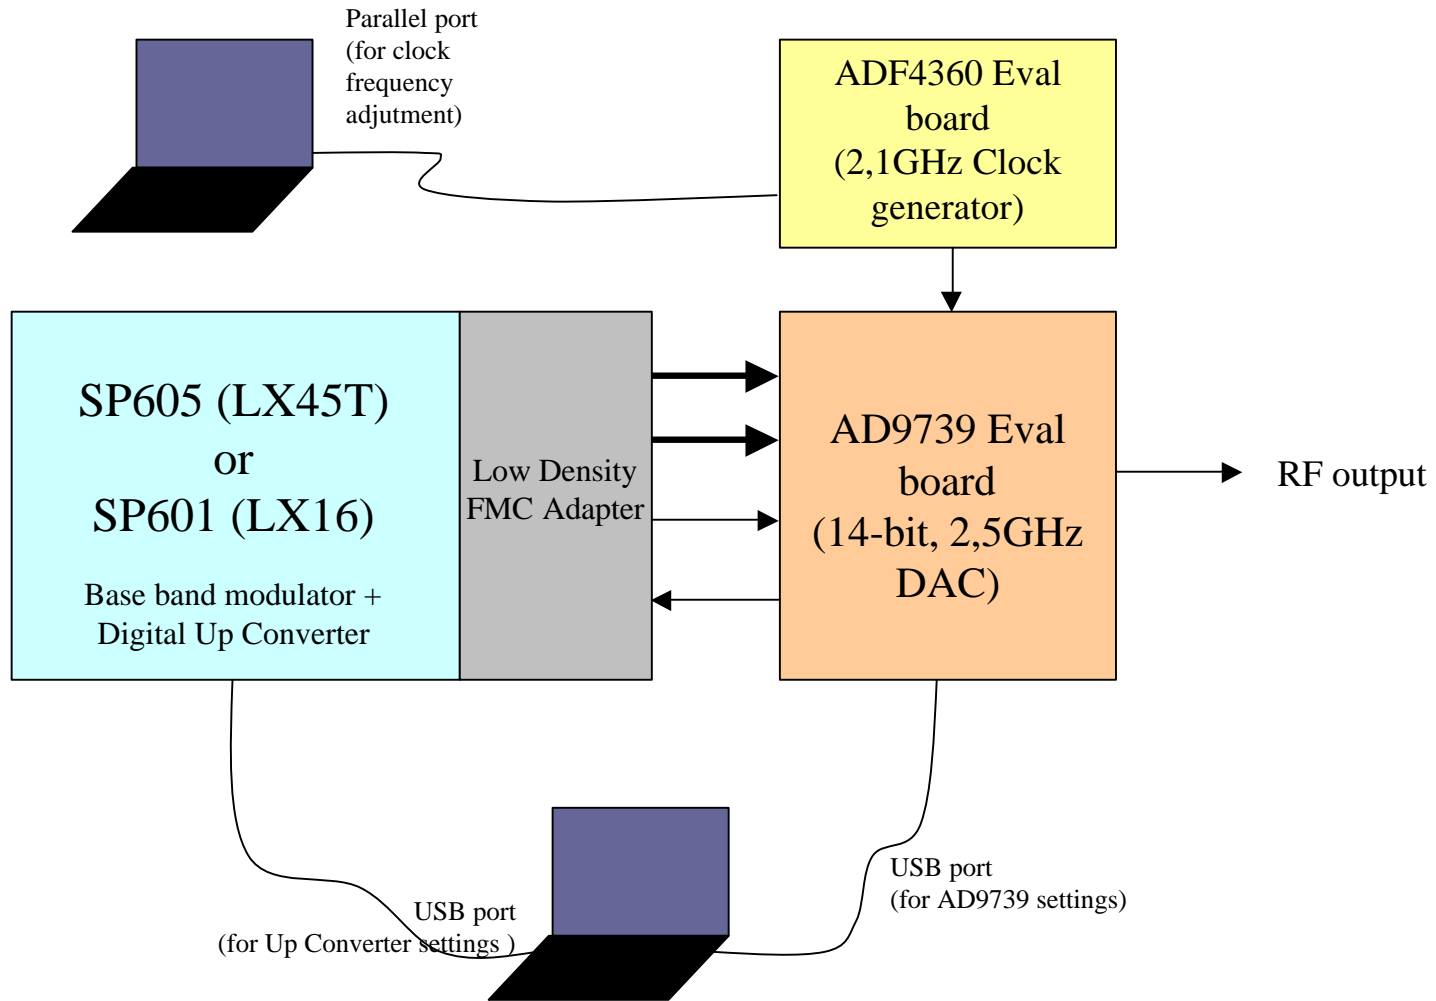 Parallel port
(for clock
frequency
adjutment)
ADF4360 Eval
board
(2,1GHz Clock
generator)
SP605 (LX45T)
or
SP601 (LX16)
Base band modulator +
Digital Up Converter
Low Density
FMC Adapter
AD9739 Eval
board
(14-bit, 2,5GHz
DAC)
RF output
USB port
(for Up Converter settings )
USB port
(for AD9739 settings)